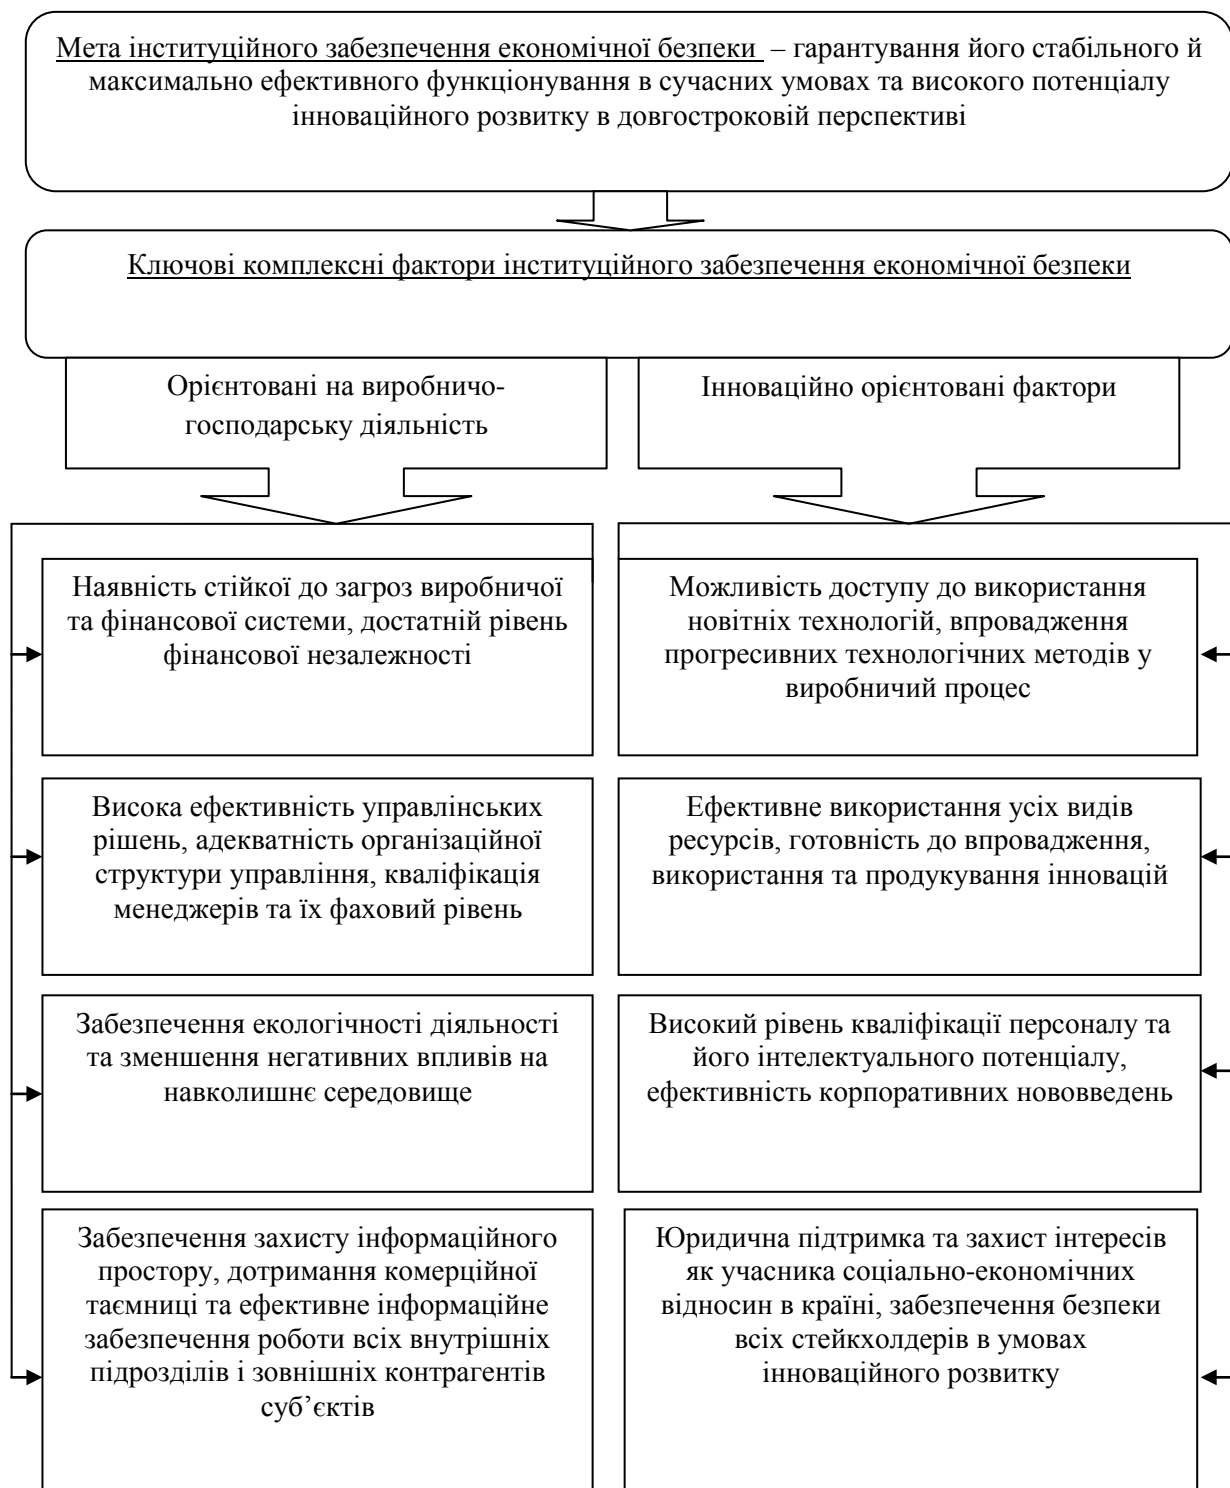 Мета інституційного забезпечення економічної безпеки – гарантування його стабільного й
максимально ефективного функціонування в сучасних умовах та високого потенціалу
інноваційного розвитку в довгостроковій перспективі
Ключові комплексні фактори інституційного забезпечення економічної безпеки
Орієнтовані на виробничо-
господарську діяльність
Інноваційно орієнтовані фактори
Наявність стійкої до загроз виробничої
та фінансової системи, достатній рівень
фінансової незалежності
Можливість доступу до використання
новітніх технологій, впровадження
прогресивних технологічних методів у
виробничий процес
Висока ефективність управлінських
рішень, адекватність організаційної
структури управління, кваліфікація
менеджерів та їх фаховий рівень
Ефективне використання усіх видів
ресурсів, готовність до впровадження,
використання та продукування інновацій
Забезпечення екологічності діяльності
та зменшення негативних впливів на
навколишнє середовище
Високий рівень кваліфікації персоналу та
його інтелектуального потенціалу,
ефективність корпоративних нововведень
Забезпечення захисту інформаційного
простору, дотримання комерційної
таємниці та ефективне інформаційне
забезпечення роботи всіх внутрішніх
підрозділів і зовнішніх контрагентів
суб’єктів
Юридична підтримка та захист інтересів
як учасника соціально-економічних
відносин в країні, забезпечення безпеки
всіх стейкхолдерів в умовах
інноваційного розвитку